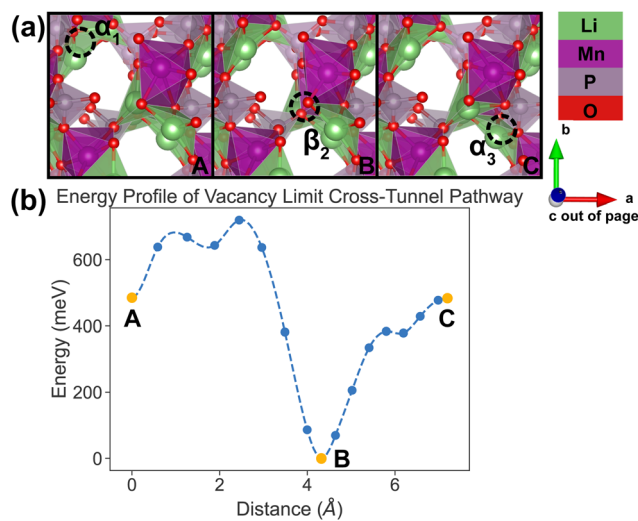 (a)
α1
A
β2
B
α3
C
Li
Mn
P
O
b
a
c out of page
(b)
Energy Profile of Vacancy Limit Cross-Tunnel Pathway
Energy (meV)
600
400
200
0
A
B
C
0
2
4
6
Distance (Å)